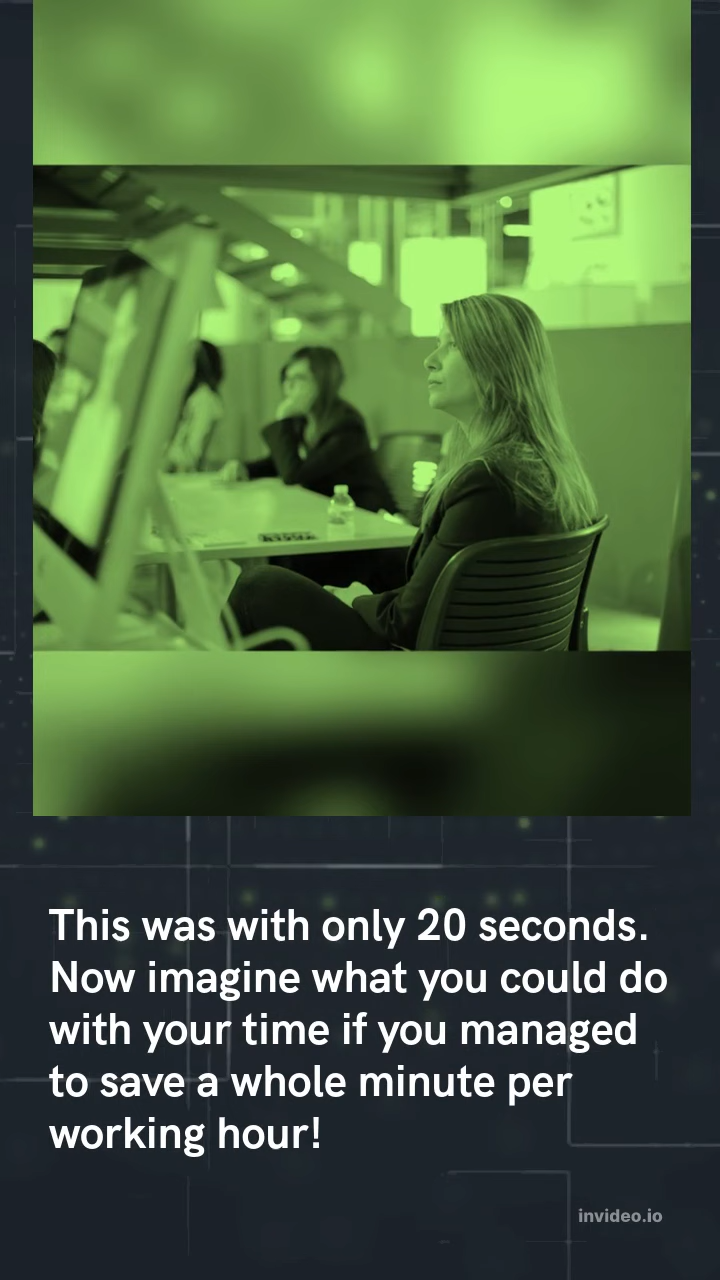 This was with only 20 seconds.
Now imagine what you could do
with your time if you managed
to save a whole minute per
working hour!
invideo.io